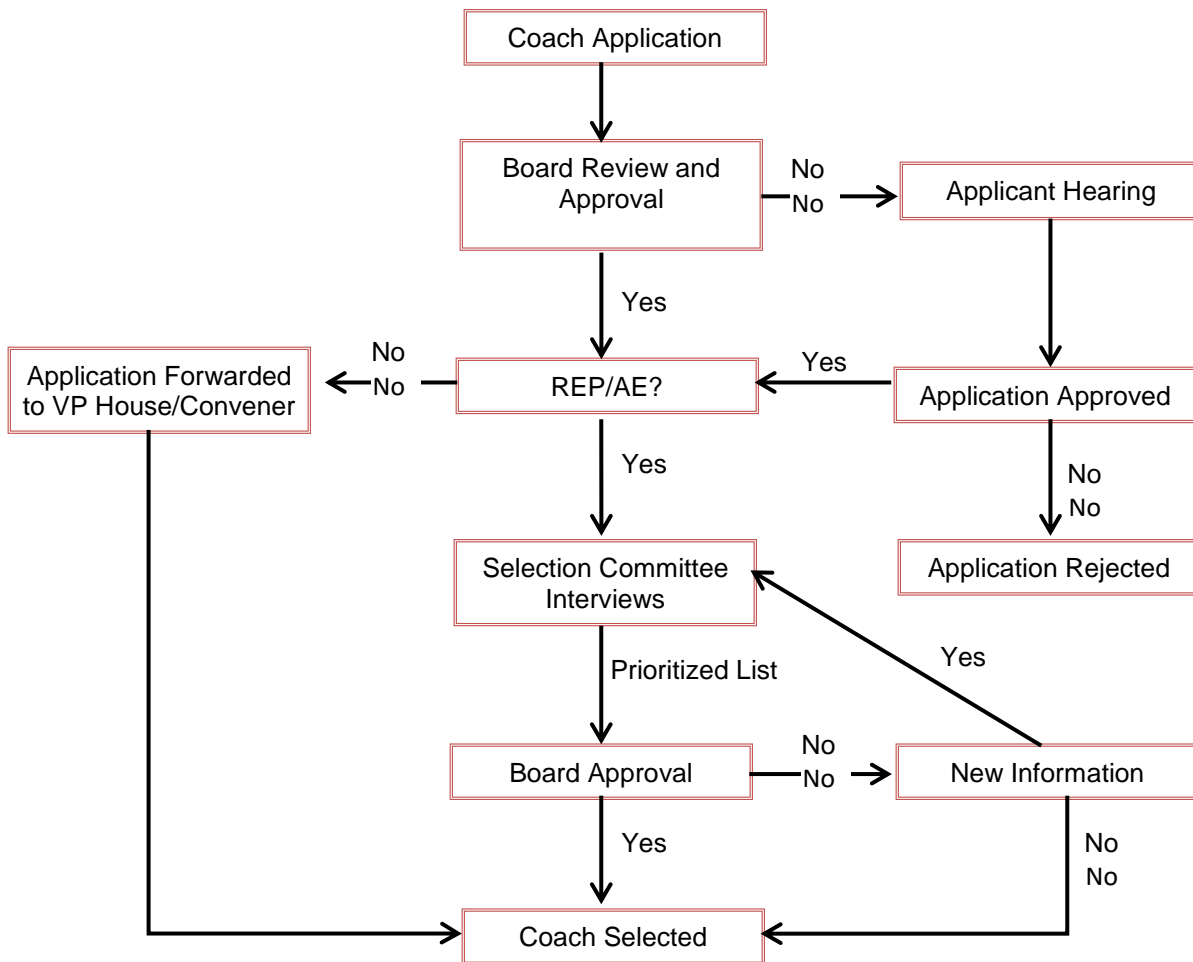 Coach Application
Board Review and
Approval
No
No
Applicant Hearing
Yes
Application Forwarded
to VP House/Convener
No
No
REP/AE?
Yes
Application Approved
Yes
No
No
Selection Committee
Interviews
Application Rejected
Yes
Prioritized List
Board Approval
No
No
New Information
Yes
No
No
Coach Selected